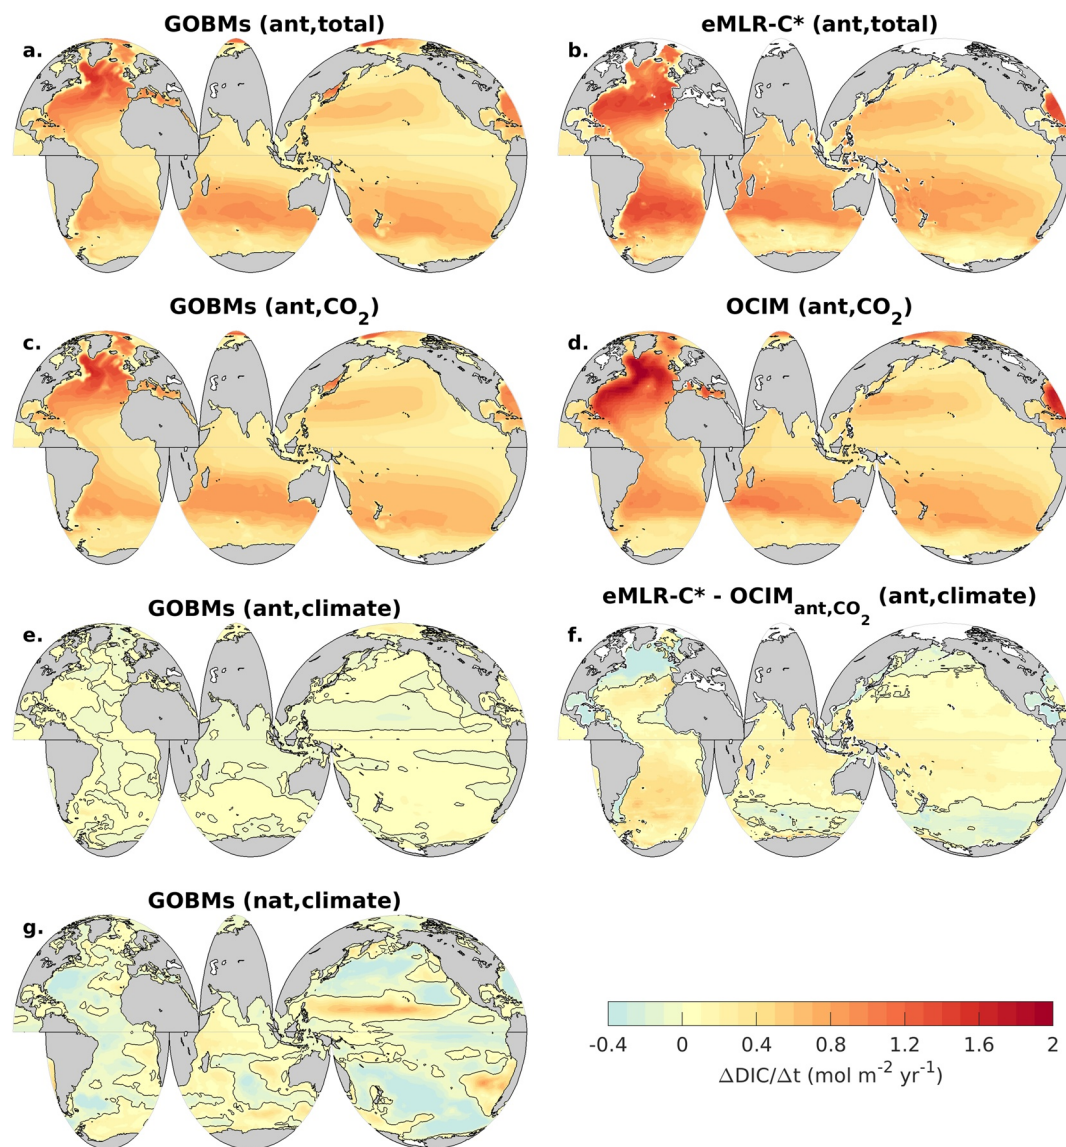 GOBMs (ant,total)
eMLR-C* (ant,total)
a.
b.
GOBMs (ant,CO2)
OCIM (ant,CO2)
c.
d.
GOBMs (ant,climate)
eMLR-C* - OCIMant,CO2 (ant,climate)
e.
f.
GOBMs (nat,climate)
g.
-0.4 0 0.4 0.8 1.2 1.6 2
ΔDIC/Δt (mol m-2 yr-1)